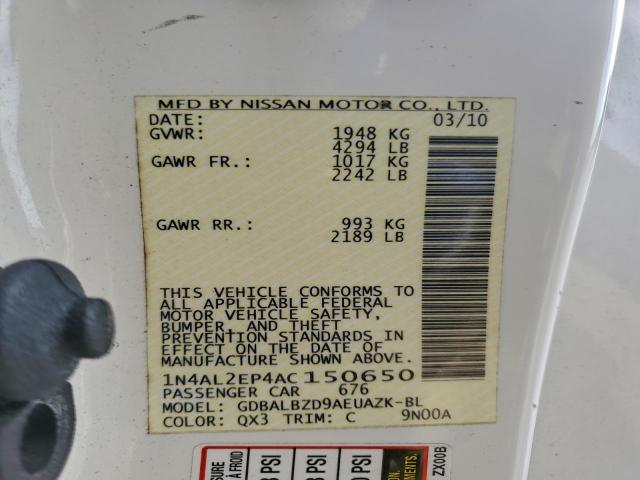 MFD BY NISSAN MOTOR CO., LTD.
DATE: 03/10
GVWR: 1948 KG
4294 LB
GAWR FR.: 1017 KG
2242 LB
GAWR RR.: 993 KG
2189 LB
THIS VEHICLE CONFORMS TO
ALL APPLICABLE FEDERAL
MOTOR VEHICLE SAFETY,
BUMPER, AND THEFT
PREVENTION STANDARDS IN
EFFECT ON THE DATE OF
MANUFACTURE SHOWN ABOVE.
1N4AL2EP4AC150650
PASSENGER CAR 676
MODEL: GDBALBZD9AEUAZK-BL
COLOR: QX3 TRIM: C 9N00A
À FROID
PSI
PSI
PSI
ZX00B